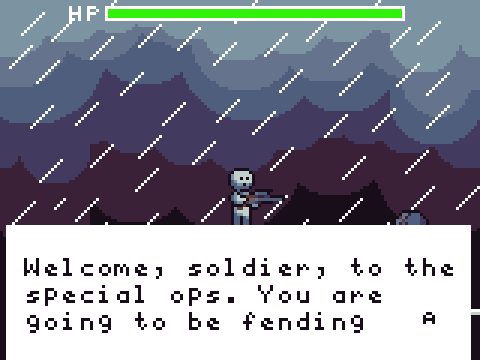 HP
Welcome, soldier, to the
special ops. You are
going to be fending A